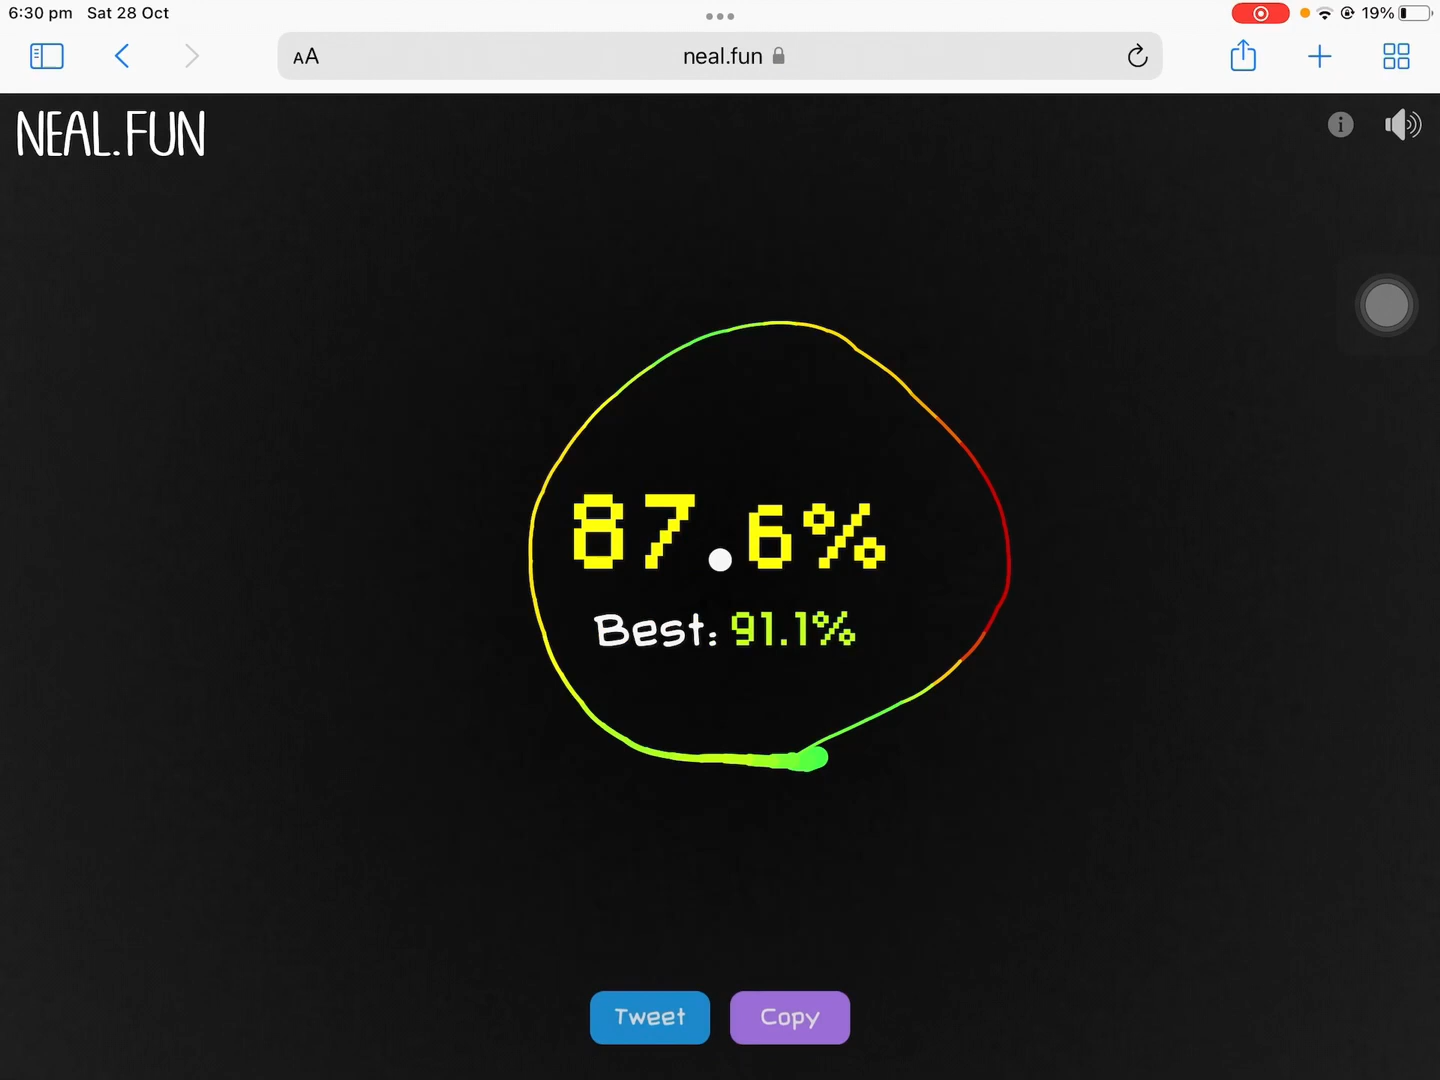 6:30 pm Sat 28 Oct 19%
AA neal.fun
NEAL.FUN
87.6%
Best: 91.1%
Tweet Copy